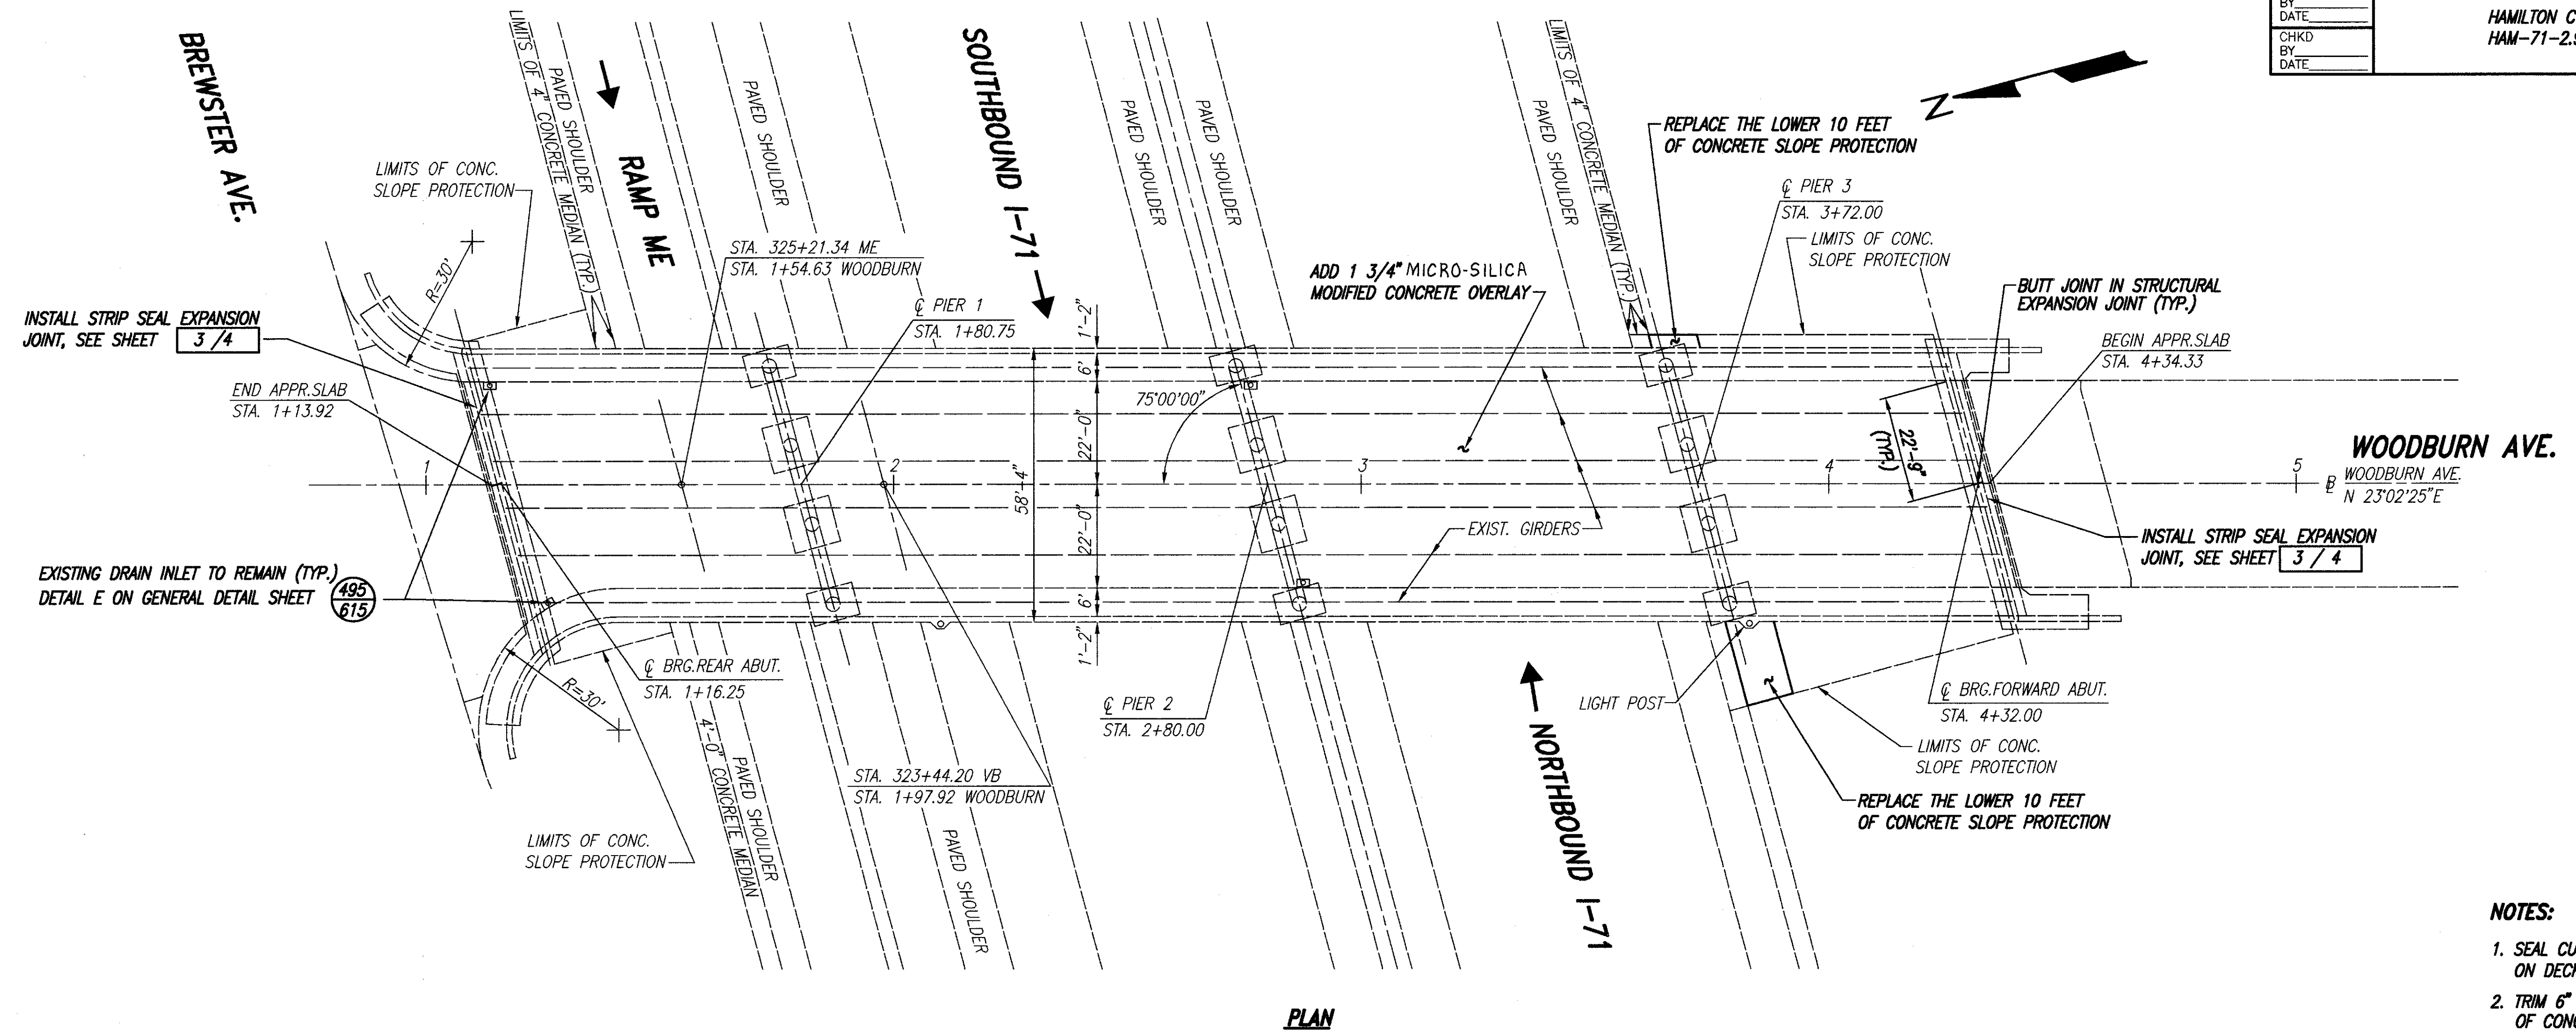 BY
DATE
CHKD
BY
DATE
HAMILTON C
HAM-71-2.
BREWSTER AVE.
LIMITS OF 4" CONCRETE MEDIAN (TYP.)
PAVED SHOULDER
RAMP ME
PAVED SHOULDER
SOUTHBOUND I-71
PAVED SHOULDER
PAVED SHOULDER
PAVED SHOULDER
LIMITS OF 4" CONCRETE MEDIAN (TYP.)
N
REPLACE THE LOWER 10 FEET
OF CONCRETE SLOPE PROTECTION
LIMITS OF CONC.
SLOPE PROTECTION
R=30'
STA. 325+21.34 ME
STA. 1+54.63 WOODBURN
℄ PIER 1
STA. 1+80.75
ADD 1 3/4" MICRO-SILICA
MODIFIED CONCRETE OVERLAY
℄ PIER 3
STA. 3+72.00
LIMITS OF CONC.
SLOPE PROTECTION
BUTT JOINT IN STRUCTURAL
EXPANSION JOINT (TYP.)
BEGIN APPR.SLAB
STA. 4+34.33
INSTALL STRIP SEAL EXPANSION
JOINT, SEE SHEET 3 / 4
END APPR.SLAB
STA. 1+13.92
1'-2"
6'
22'-0"
58'-4"
22'-0"
6'
1'-2"
75°00'00"
22'-9"
(TYP.)
1
2
3
4
5
WOODBURN AVE.
WOODBURN AVE.
N 23°02'25"E
EXIST. GIRDERS
INSTALL STRIP SEAL EXPANSION
JOINT, SEE SHEET 3 / 4
EXISTING DRAIN INLET TO REMAIN (TYP.)
DETAIL E ON GENERAL DETAIL SHEET 495
615
℄ BRG.REAR ABUT.
STA. 1+16.25
R=30'
℄ PIER 2
STA. 2+80.00
LIGHT POST
℄ BRG.FORWARD ABUT.
STA. 4+32.00
NORTHBOUND I-71
STA. 323+44.20 VB
STA. 1+97.92 WOODBURN
LIMITS OF CONC.
SLOPE PROTECTION
REPLACE THE LOWER 10 FEET
OF CONCRETE SLOPE PROTECTION
LIMITS OF CONC.
SLOPE PROTECTION
4'-0" CONCRETE MEDIAN
PAVED SHOULDER
PAVED SHOULDER
PLAN
NOTES:
1. SEAL CU
ON DECK
2. TRIM 6"
OF CONC